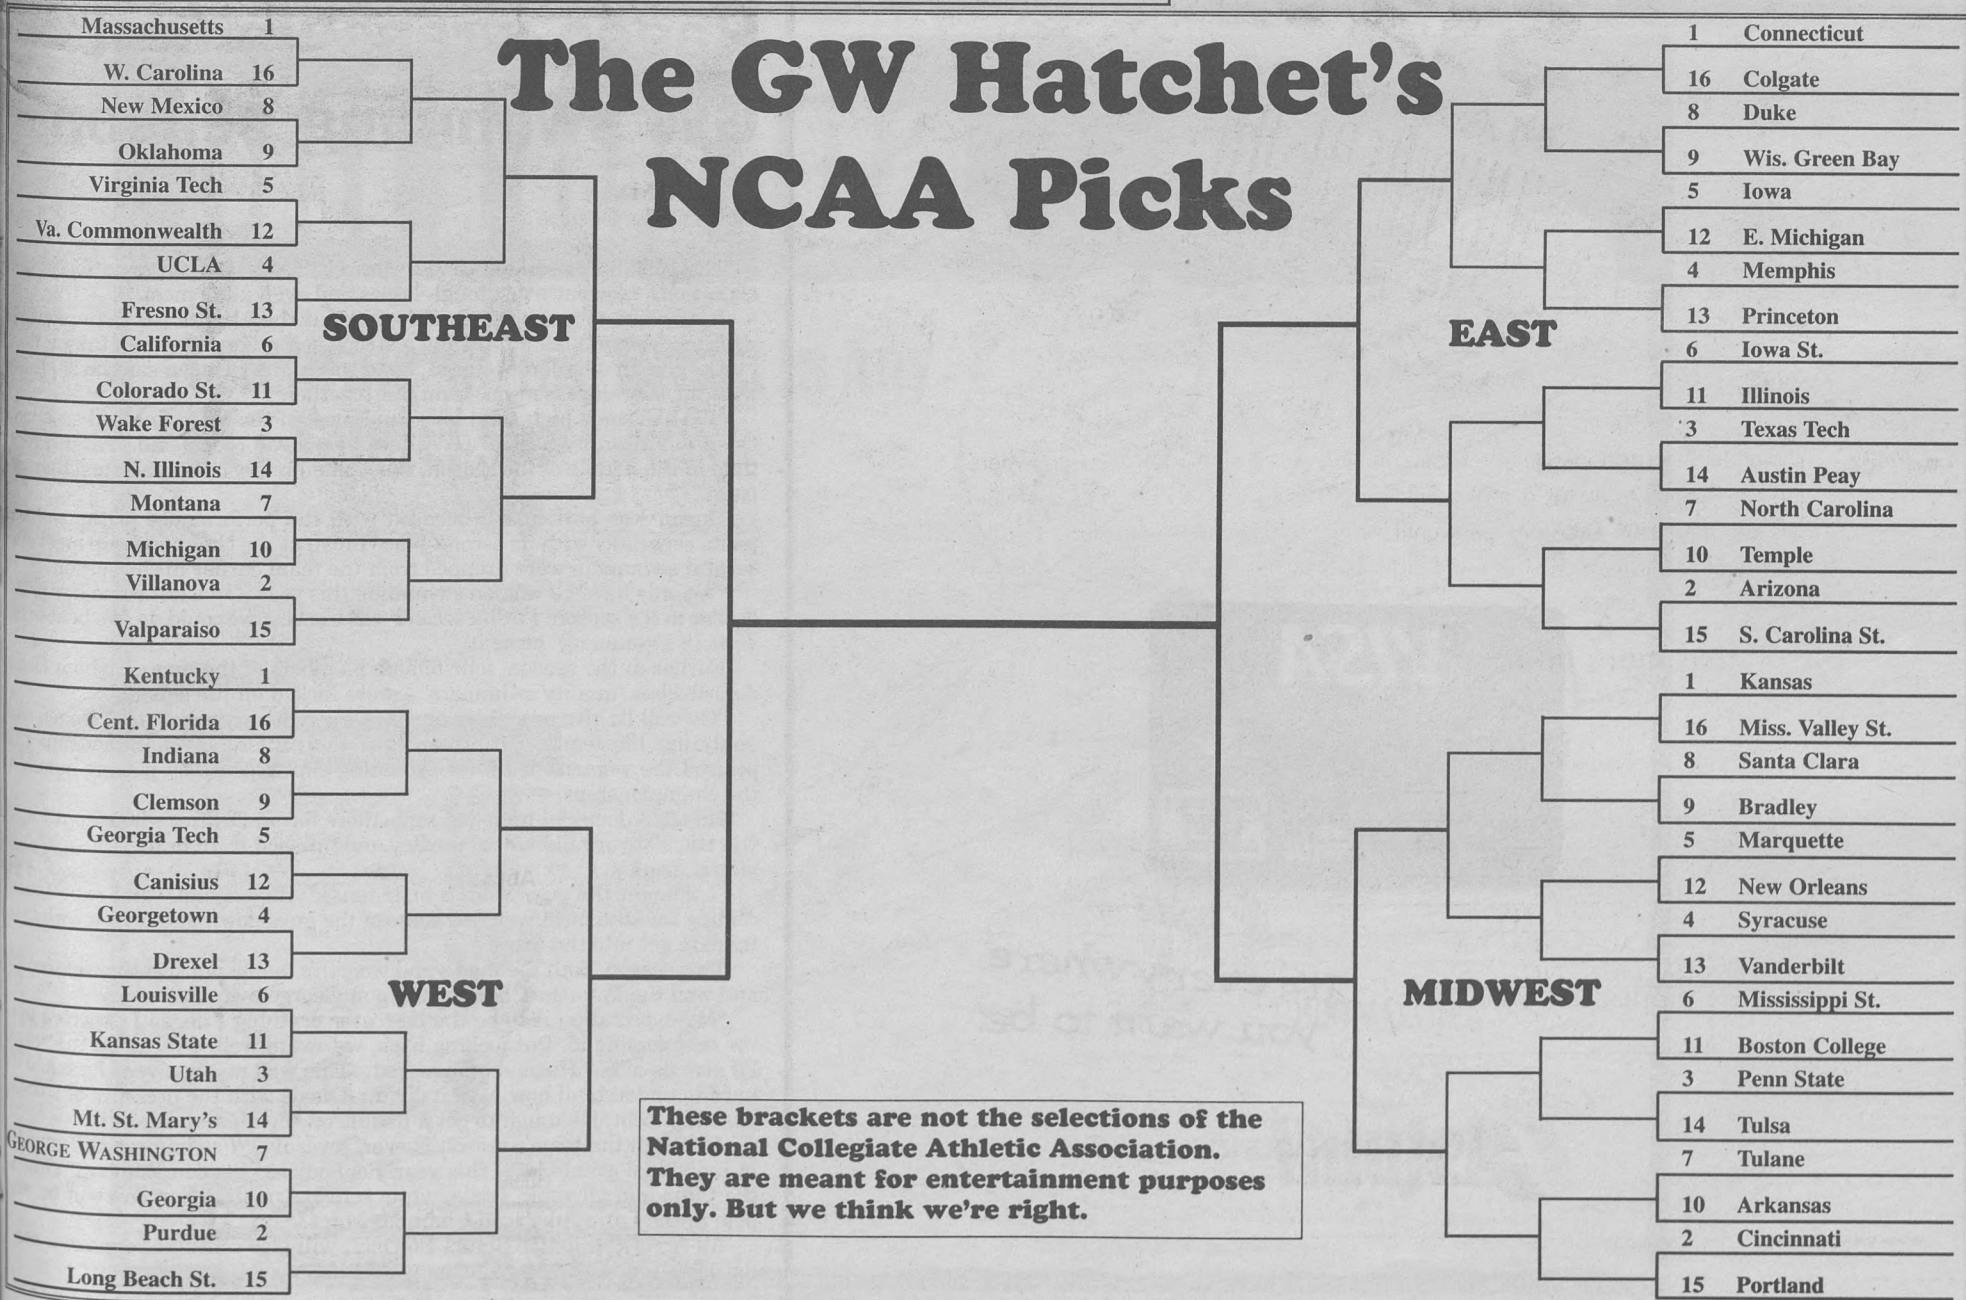 The GW Hatchet's
NCAA Picks
Massachusetts 1
W. Carolina 16
New Mexico 8
Oklahoma 9
Virginia Tech 5
Va. Commonwealth 12
UCLA 4
Fresno St. 13
SOUTHEAST
California 6
Colorado St. 11
Wake Forest 3
N. Illinois 14
Montana 7
Michigan 10
Villanova 2
Valparaiso 15
Kentucky 1
Cent. Florida 16
Indiana 8
Clemson 9
Georgia Tech 5
Canisius 12
Georgetown 4
Drexel 13
WEST
Louisville 6
Kansas State 11
Utah 3
Mt. St. Mary's 14
GEORGE WASHINGTON 7
Georgia 10
Purdue 2
Long Beach St. 15
1 Connecticut
16 Colgate
8 Duke
9 Wis. Green Bay
5 Iowa
12 E. Michigan
4 Memphis
13 Princeton
EAST
6 Iowa St.
11 Illinois
3 Texas Tech
14 Austin Peay
7 North Carolina
10 Temple
2 Arizona
15 S. Carolina St.
1 Kansas
16 Miss. Valley St.
8 Santa Clara
9 Bradley
5 Marquette
12 New Orleans
4 Syracuse
13 Vanderbilt
MIDWEST
6 Mississippi St.
11 Boston College
3 Penn State
14 Tulsa
7 Tulane
10 Arkansas
2 Cincinnati
15 Portland
These brackets are not the selections of the
National Collegiate Athletic Association.
They are meant for entertainment purposes
only. But we think we're right.